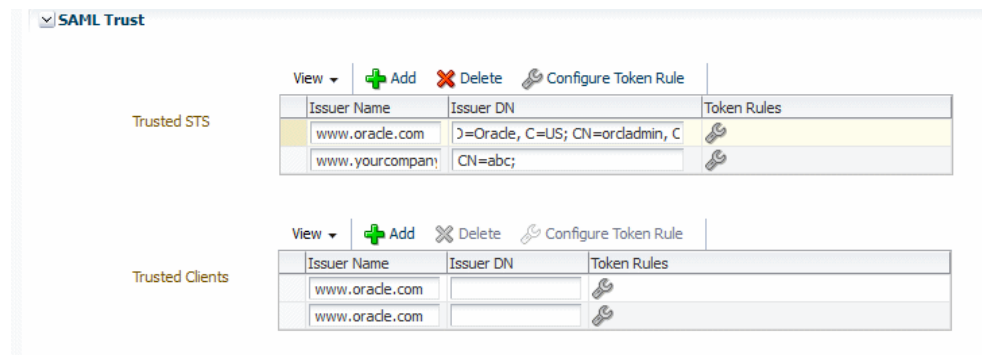 SAML Trust
View Add Delete Configure Token Rule
Issuer Name Issuer DN Token Rules
Trusted STS
www.oracle.com O=Oracle, C=US; CN=orcladmin, C
www.yourcompany CN=abc;
View Add Delete Configure Token Rule
Issuer Name Issuer DN Token Rules
Trusted Clients
www.oracle.com
www.oracle.com